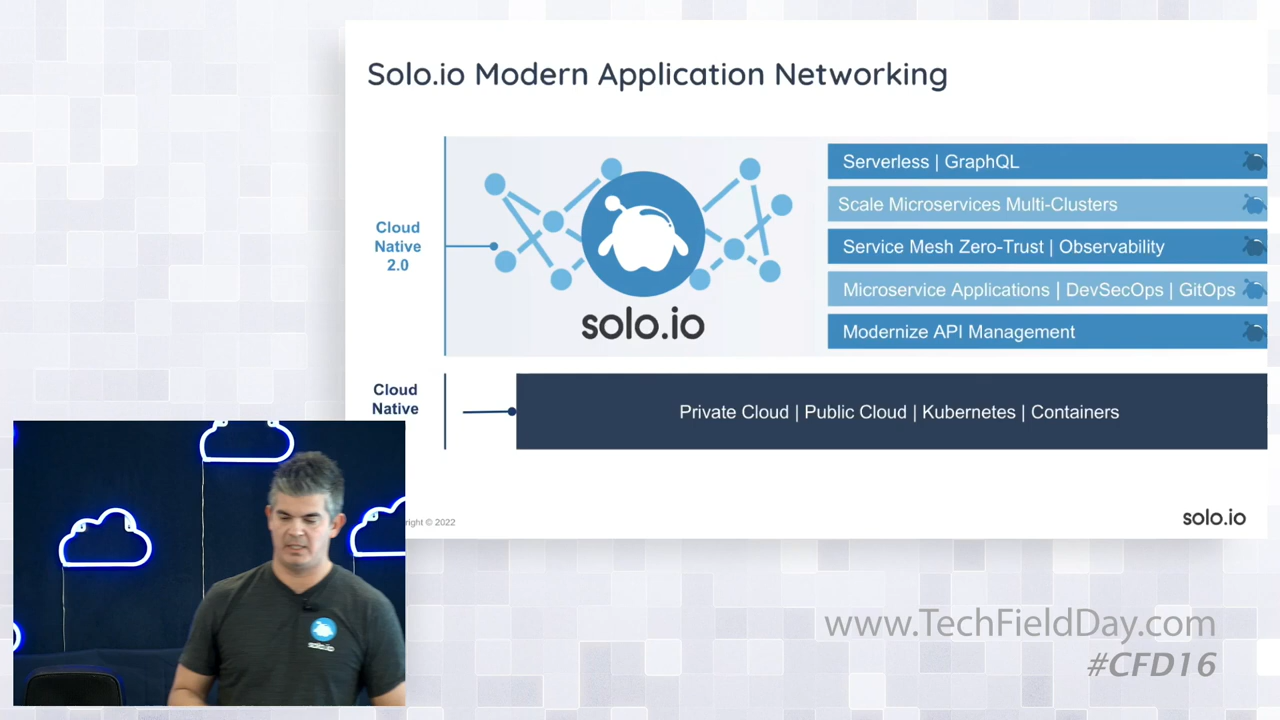 Solo.io Modern Application Networking
Cloud
Native
2.0
solo.io
Serverless | GraphQL
Scale Microservices Multi-Clusters
Service Mesh Zero-Trust | Observability
Microservice Applications | DevSecOps | GitOps
Modernize API Management
Cloud
Native
Private Cloud | Public Cloud | Kubernetes | Containers
right © 2022
solo.io
www.TechFieldDay.com
#CFD16